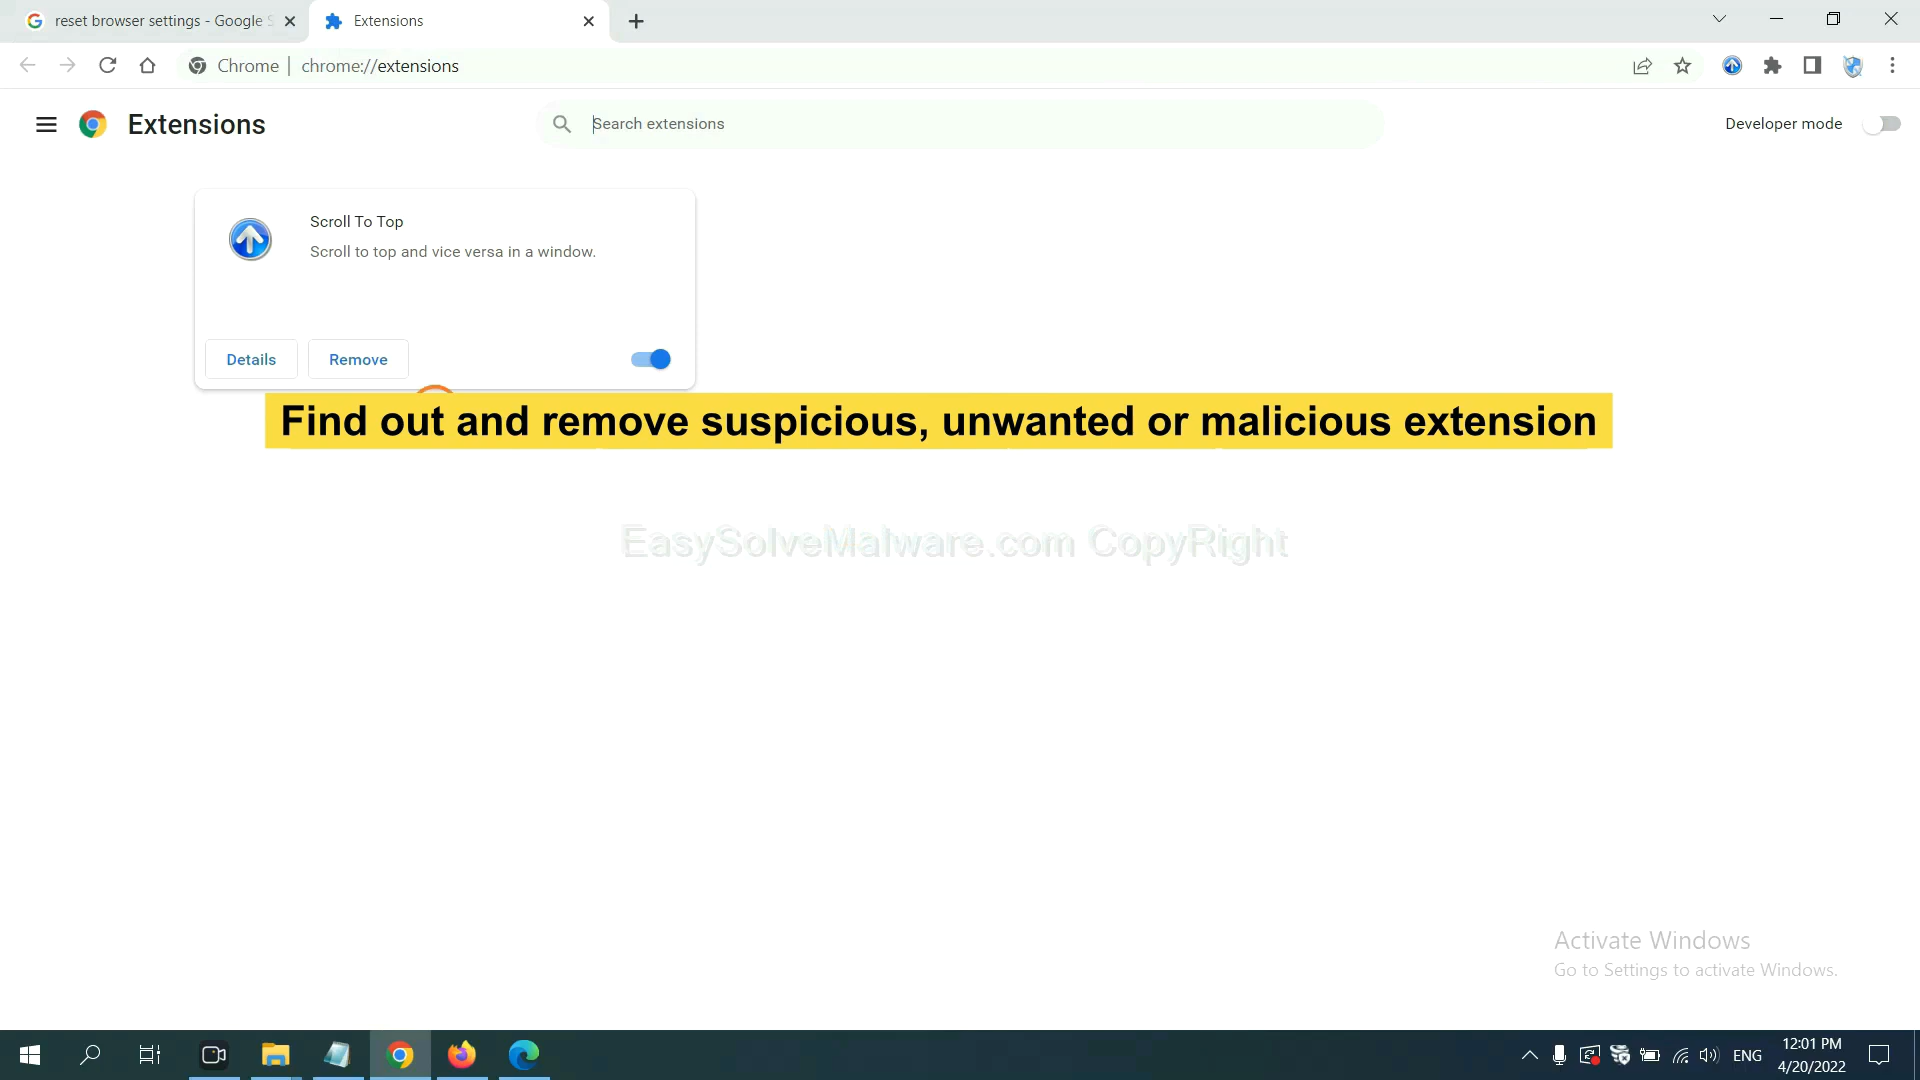 reset browser settings - Google S
Extensions
Chrome | chrome://extensions
Extensions
Search extensions
Developer mode
Scroll To Top
Scroll to top and vice versa in a window.
Details
Remove
Find out and remove suspicious, unwanted or malicious extension
EasySolveMalware.com CopyRight
Activate Windows
Go to Settings to activate Windows.
ENG
12:01 PM
4/20/2022